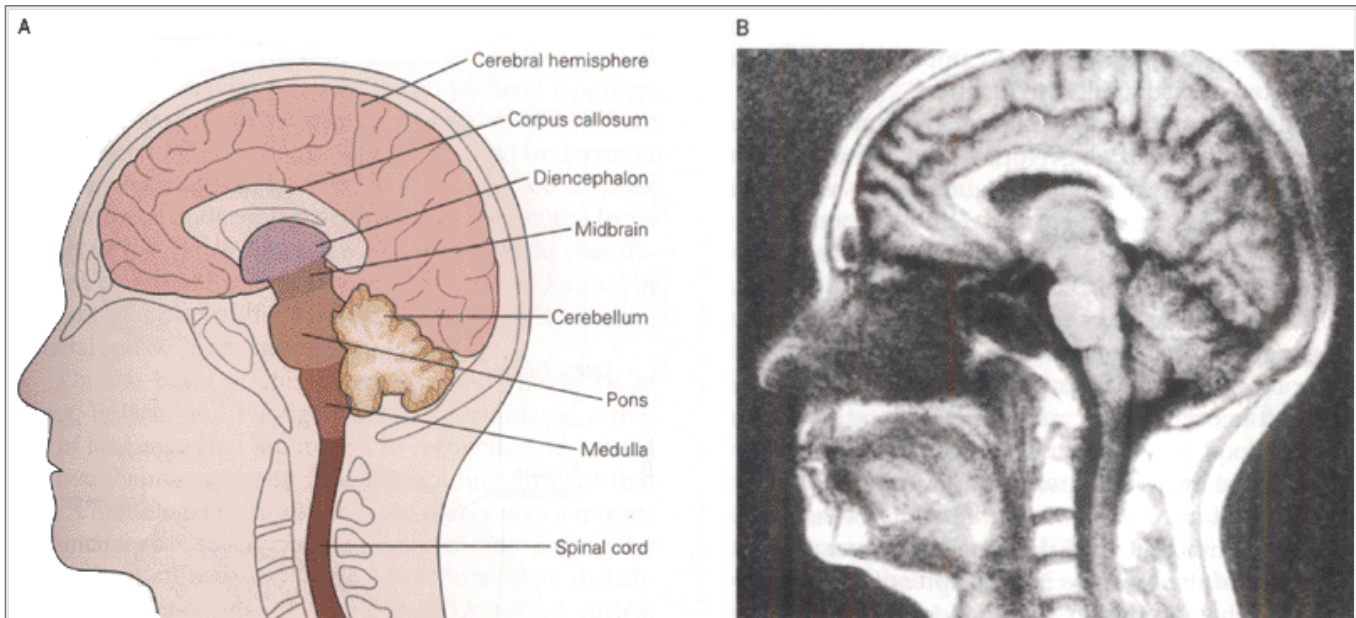 A
B
Cerebral hemisphere
Corpus callosum
Diencephalon
Midbrain
Cerebellum
Pons
Medulla
Spinal cord